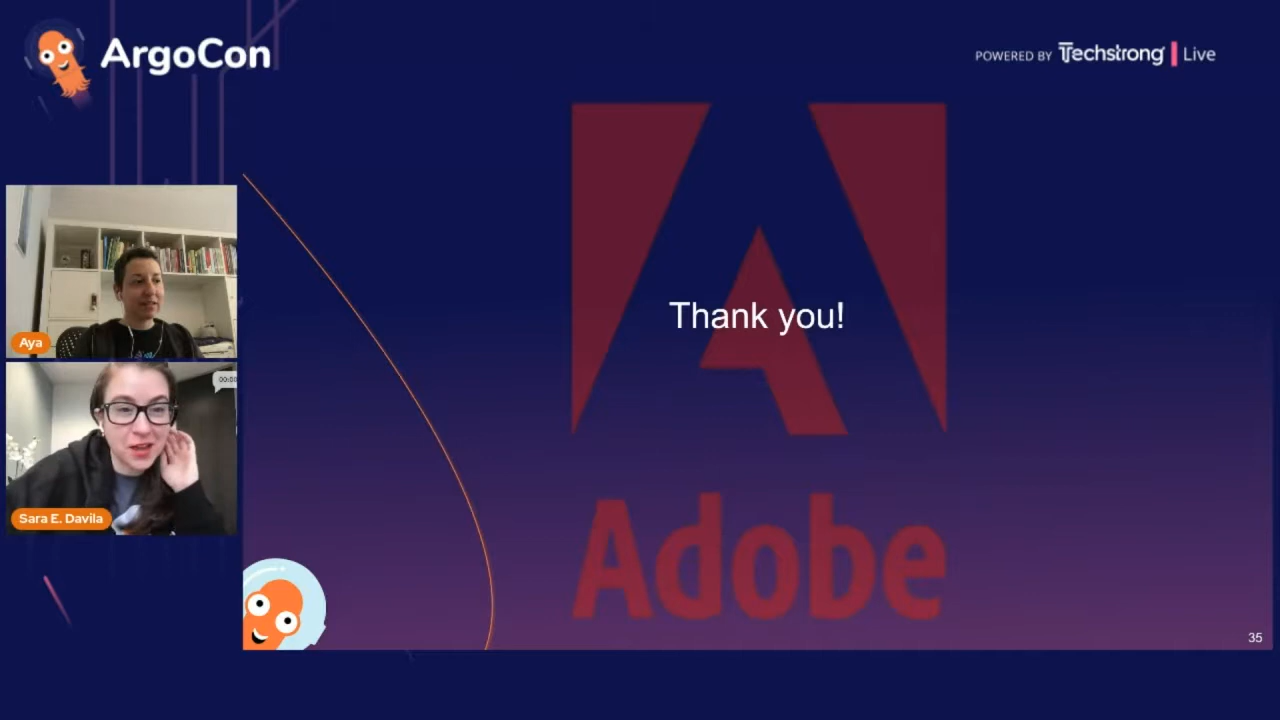 ArgoCon
POWERED BY Techstrong | Live
Aya
Sara E. Davila
Thank you!
Adobe
35